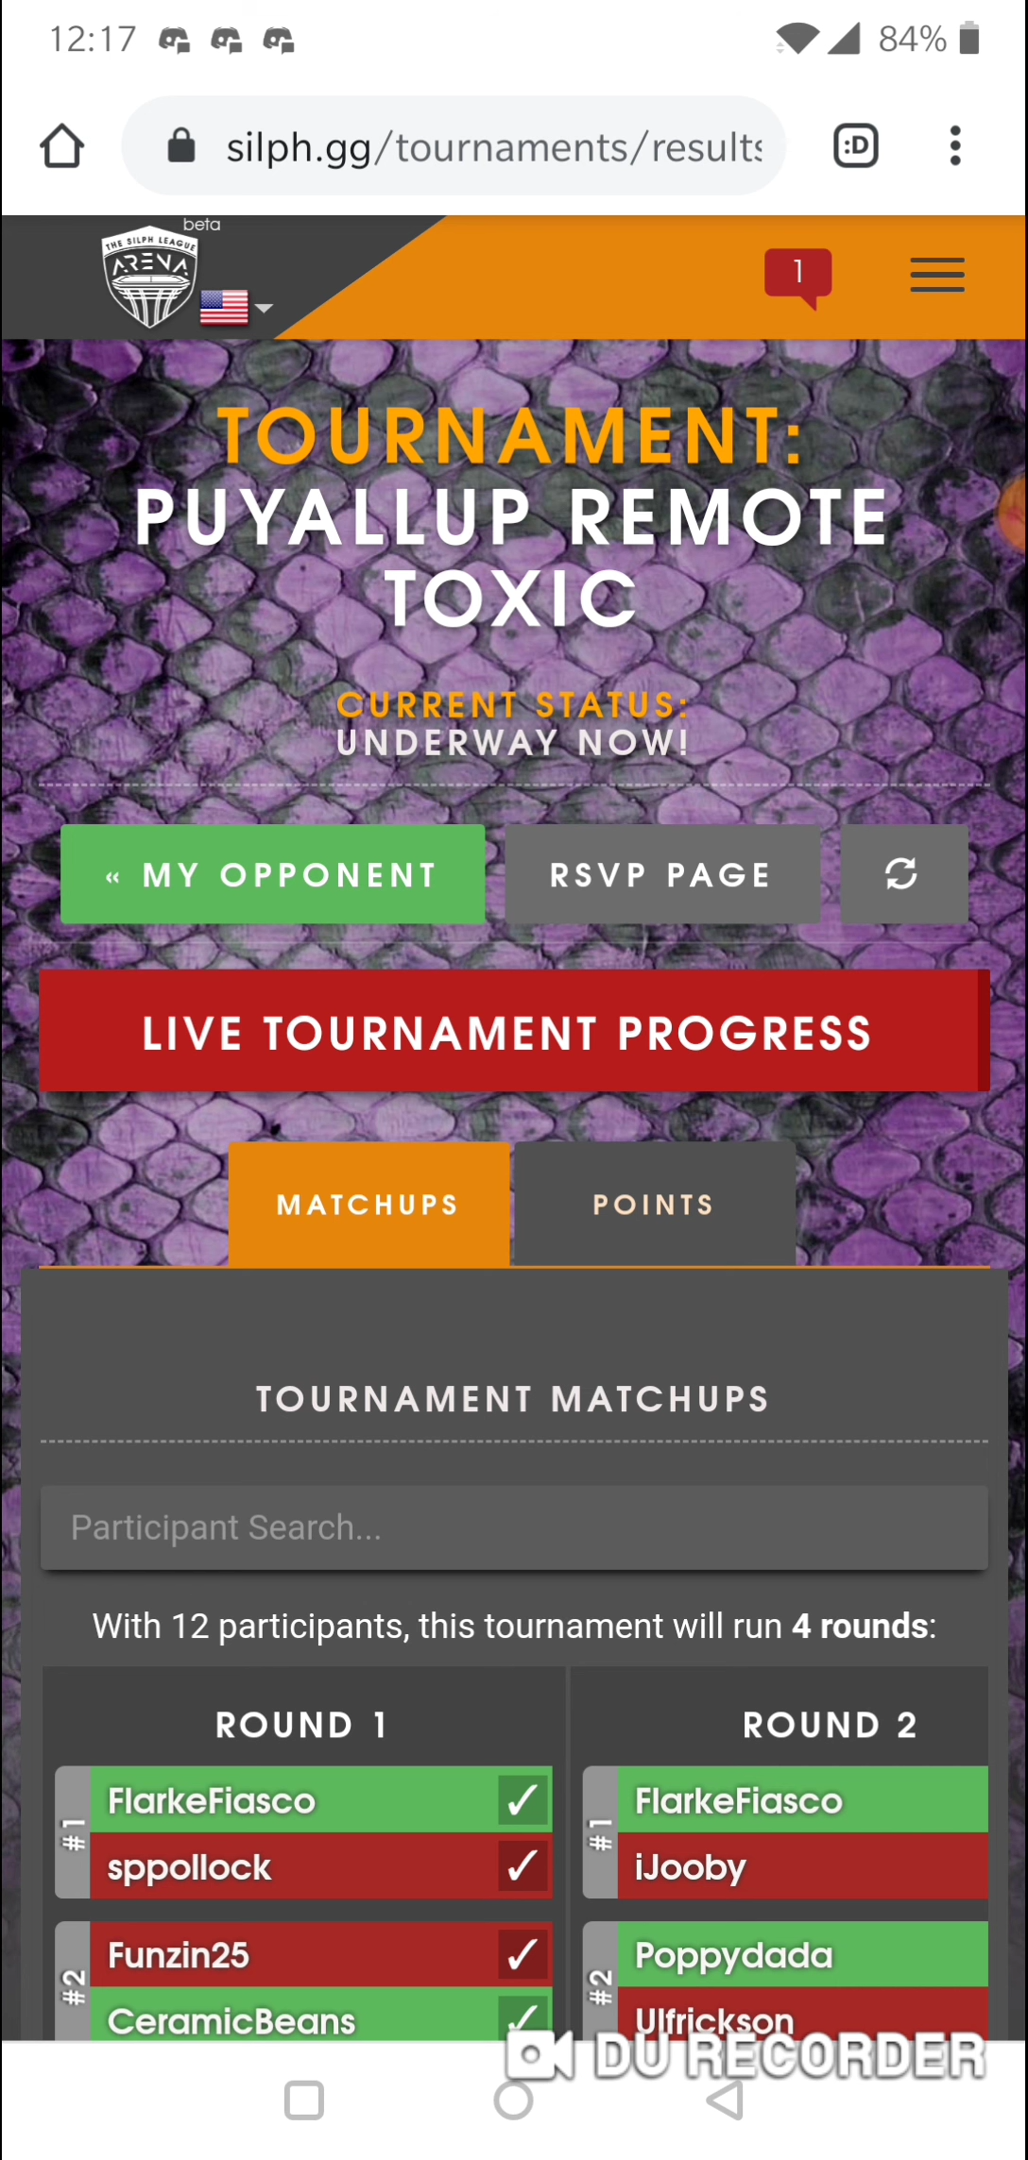 12:17
84%
silph.gg/tournaments/results
:D
beta
THE SILPH LEAGUE
ARENA
1
TOURNAMENT:
PUYALLUP REMOTE
TOXIC
CURRENT STATUS:
UNDERWAY NOW!
« MY OPPONENT
RSVP PAGE
LIVE TOURNAMENT PROGRESS
MATCHUPS
POINTS
TOURNAMENT MATCHUPS
Participant Search...
With 12 participants, this tournament will run 4 rounds:
ROUND 1
#1
FlarkeFiasco ✓
sppollock ✓
#2
Funzin25 ✓
CeramicBeans ✓
ROUND 2
#1
FlarkeFiasco
iJooby
#2
Poppydada
Ulfrickson
DU RECORDER